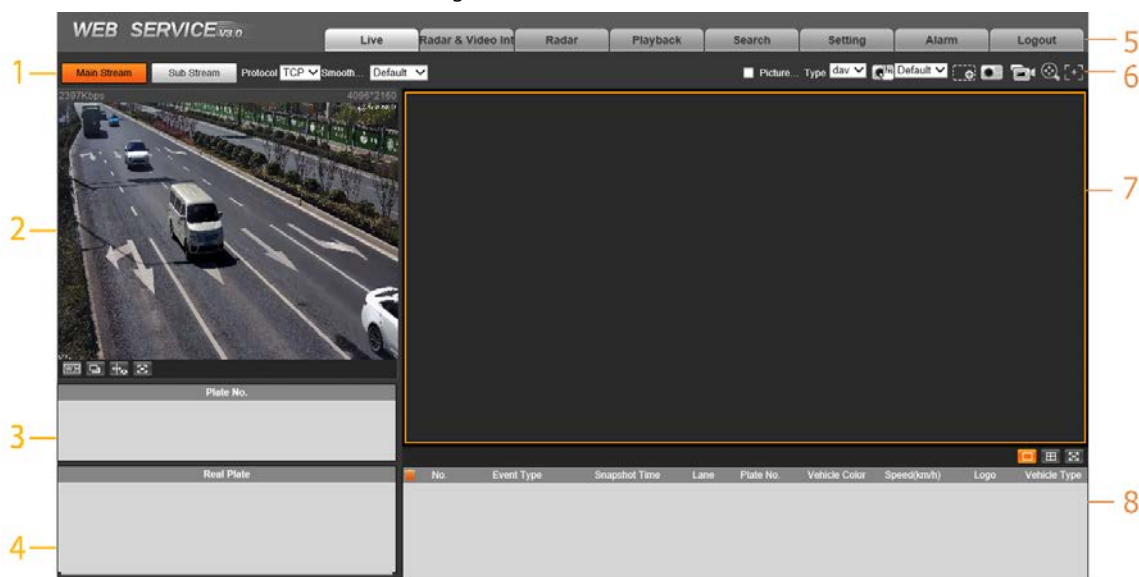 WEB SERVICE V3.0
Live Radar & Video Int Radar Playback Search Setting Alarm Logout
5
1
Main Stream Sub Stream Protocol TCP Smooth... Default Picture... Type dav Default
6
2397Kbps 4096*2160
7
2
Plate No.
3
Real Plate
No. Event Type Snapshot Time Lane Plate No. Vehicle Color Speed(km/h) Logo Vehicle Type
8
4